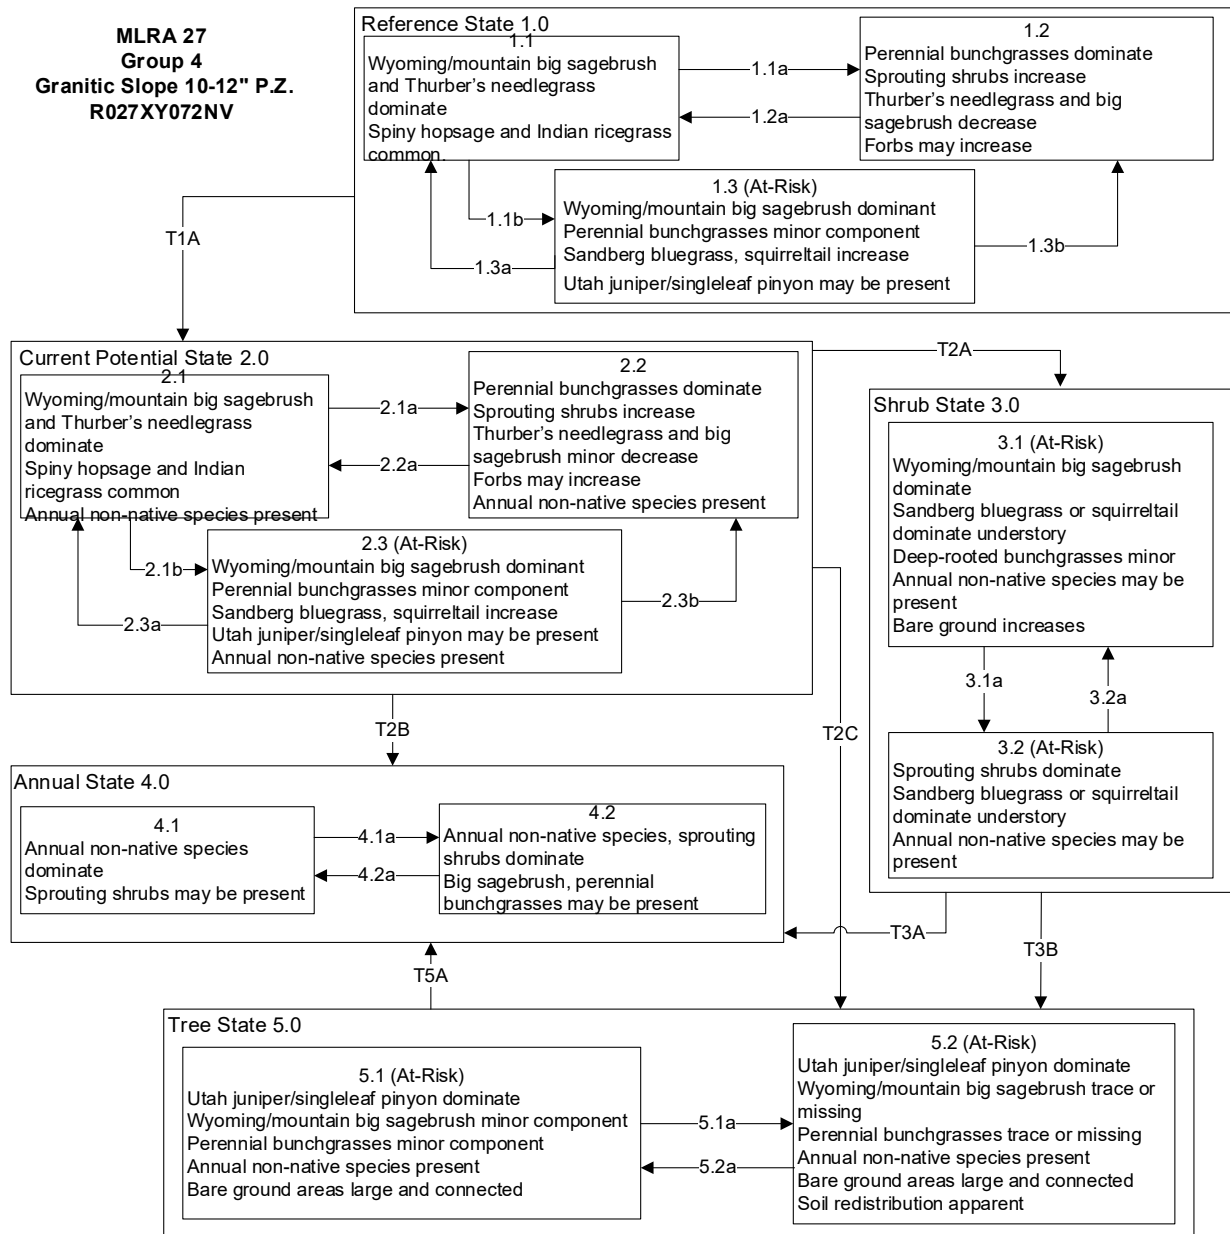 MLRA 27
Group 4
Granitic Slope 10-12" P.Z.
R027XY072NV
Reference State 1.0
1.1
Wyoming/mountain big sagebrush
and Thurber's needlegrass
dominate
Spiny hopsage and Indian ricegrass
common.
1.1a
1.2a
1.2
Perennial bunchgrasses dominate
Sprouting shrubs increase
Thurber's needlegrass and big
sagebrush decrease
Forbs may increase
1.1b
1.3a
1.3 (At-Risk)
Wyoming/mountain big sagebrush dominant
Perennial bunchgrasses minor component
Sandberg bluegrass, squirreltail increase
Utah juniper/singleleaf pinyon may be present
1.3b
T1A
Current Potential State 2.0
2.1
Wyoming/mountain big sagebrush
and Thurber's needlegrass
dominate
Spiny hopsage and Indian
ricegrass common
Annual non-native species present
2.1a
2.2a
2.2
Perennial bunchgrasses dominate
Sprouting shrubs increase
Thurber's needlegrass and big
sagebrush minor decrease
Forbs may increase
Annual non-native species present
2.1b
2.3a
2.3 (At-Risk)
Wyoming/mountain big sagebrush dominant
Perennial bunchgrasses minor component
Sandberg bluegrass, squirreltail increase
Utah juniper/singleleaf pinyon may be present
Annual non-native species present
2.3b
T2A
Shrub State 3.0
3.1 (At-Risk)
Wyoming/mountain big sagebrush
dominate
Sandberg bluegrass or squirreltail
dominate understory
Deep-rooted bunchgrasses minor
Annual non-native species may be
present
Bare ground increases
3.1a
3.2a
3.2 (At-Risk)
Sprouting shrubs dominate
Sandberg bluegrass or squirreltail
dominate understory
Annual non-native species may be
present
T2B
T2C
Annual State 4.0
4.1
Annual non-native species
dominate
Sprouting shrubs may be present
4.1a
4.2a
4.2
Annual non-native species, sprouting
shrubs dominate
Big sagebrush, perennial
bunchgrasses may be present
T3A
T3B
T5A
Tree State 5.0
5.1 (At-Risk)
Utah juniper/singleleaf pinyon dominate
Wyoming/mountain big sagebrush minor component
Perennial bunchgrasses minor component
Annual non-native species present
Bare ground areas large and connected
5.1a
5.2a
5.2 (At-Risk)
Utah juniper/singleleaf pinyon dominate
Wyoming/mountain big sagebrush trace or
missing
Perennial bunchgrasses trace or missing
Annual non-native species present
Bare ground areas large and connected
Soil redistribution apparent